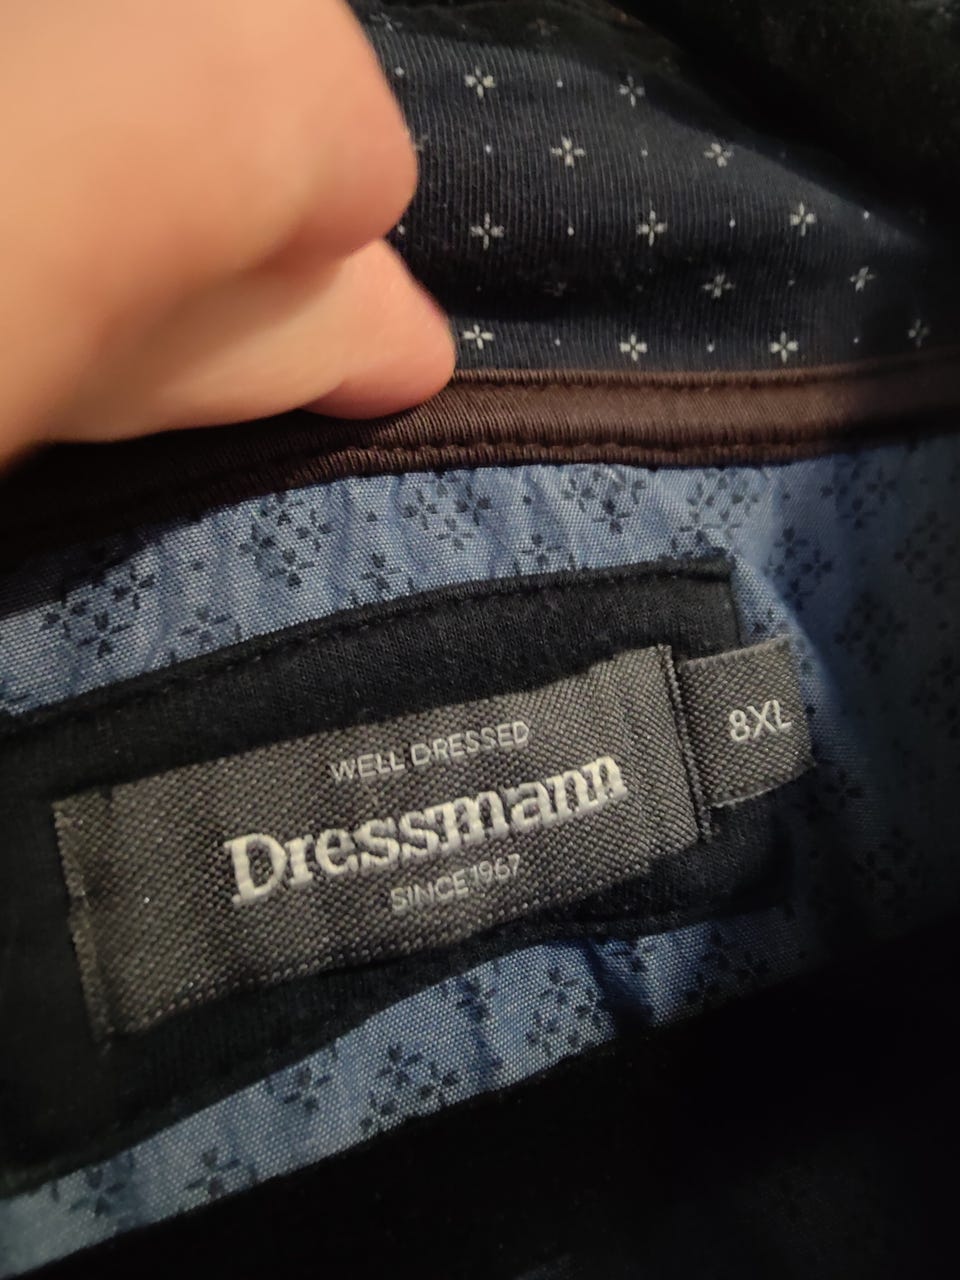 WELL DRESSED
Dressmann
SINCE 1967
8XL